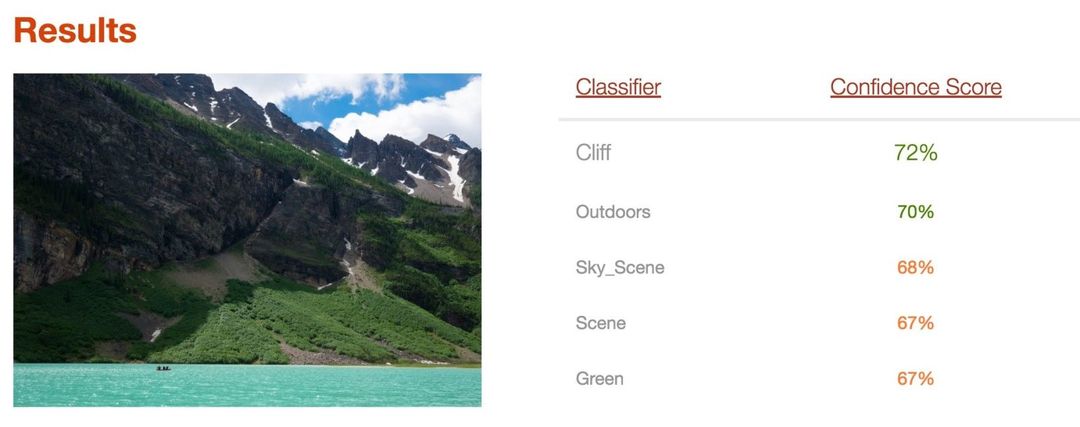 Results
Classifier Confidence Score
Cliff 72%
Outdoors 70%
Sky_Scene 68%
Scene 67%
Green 67%